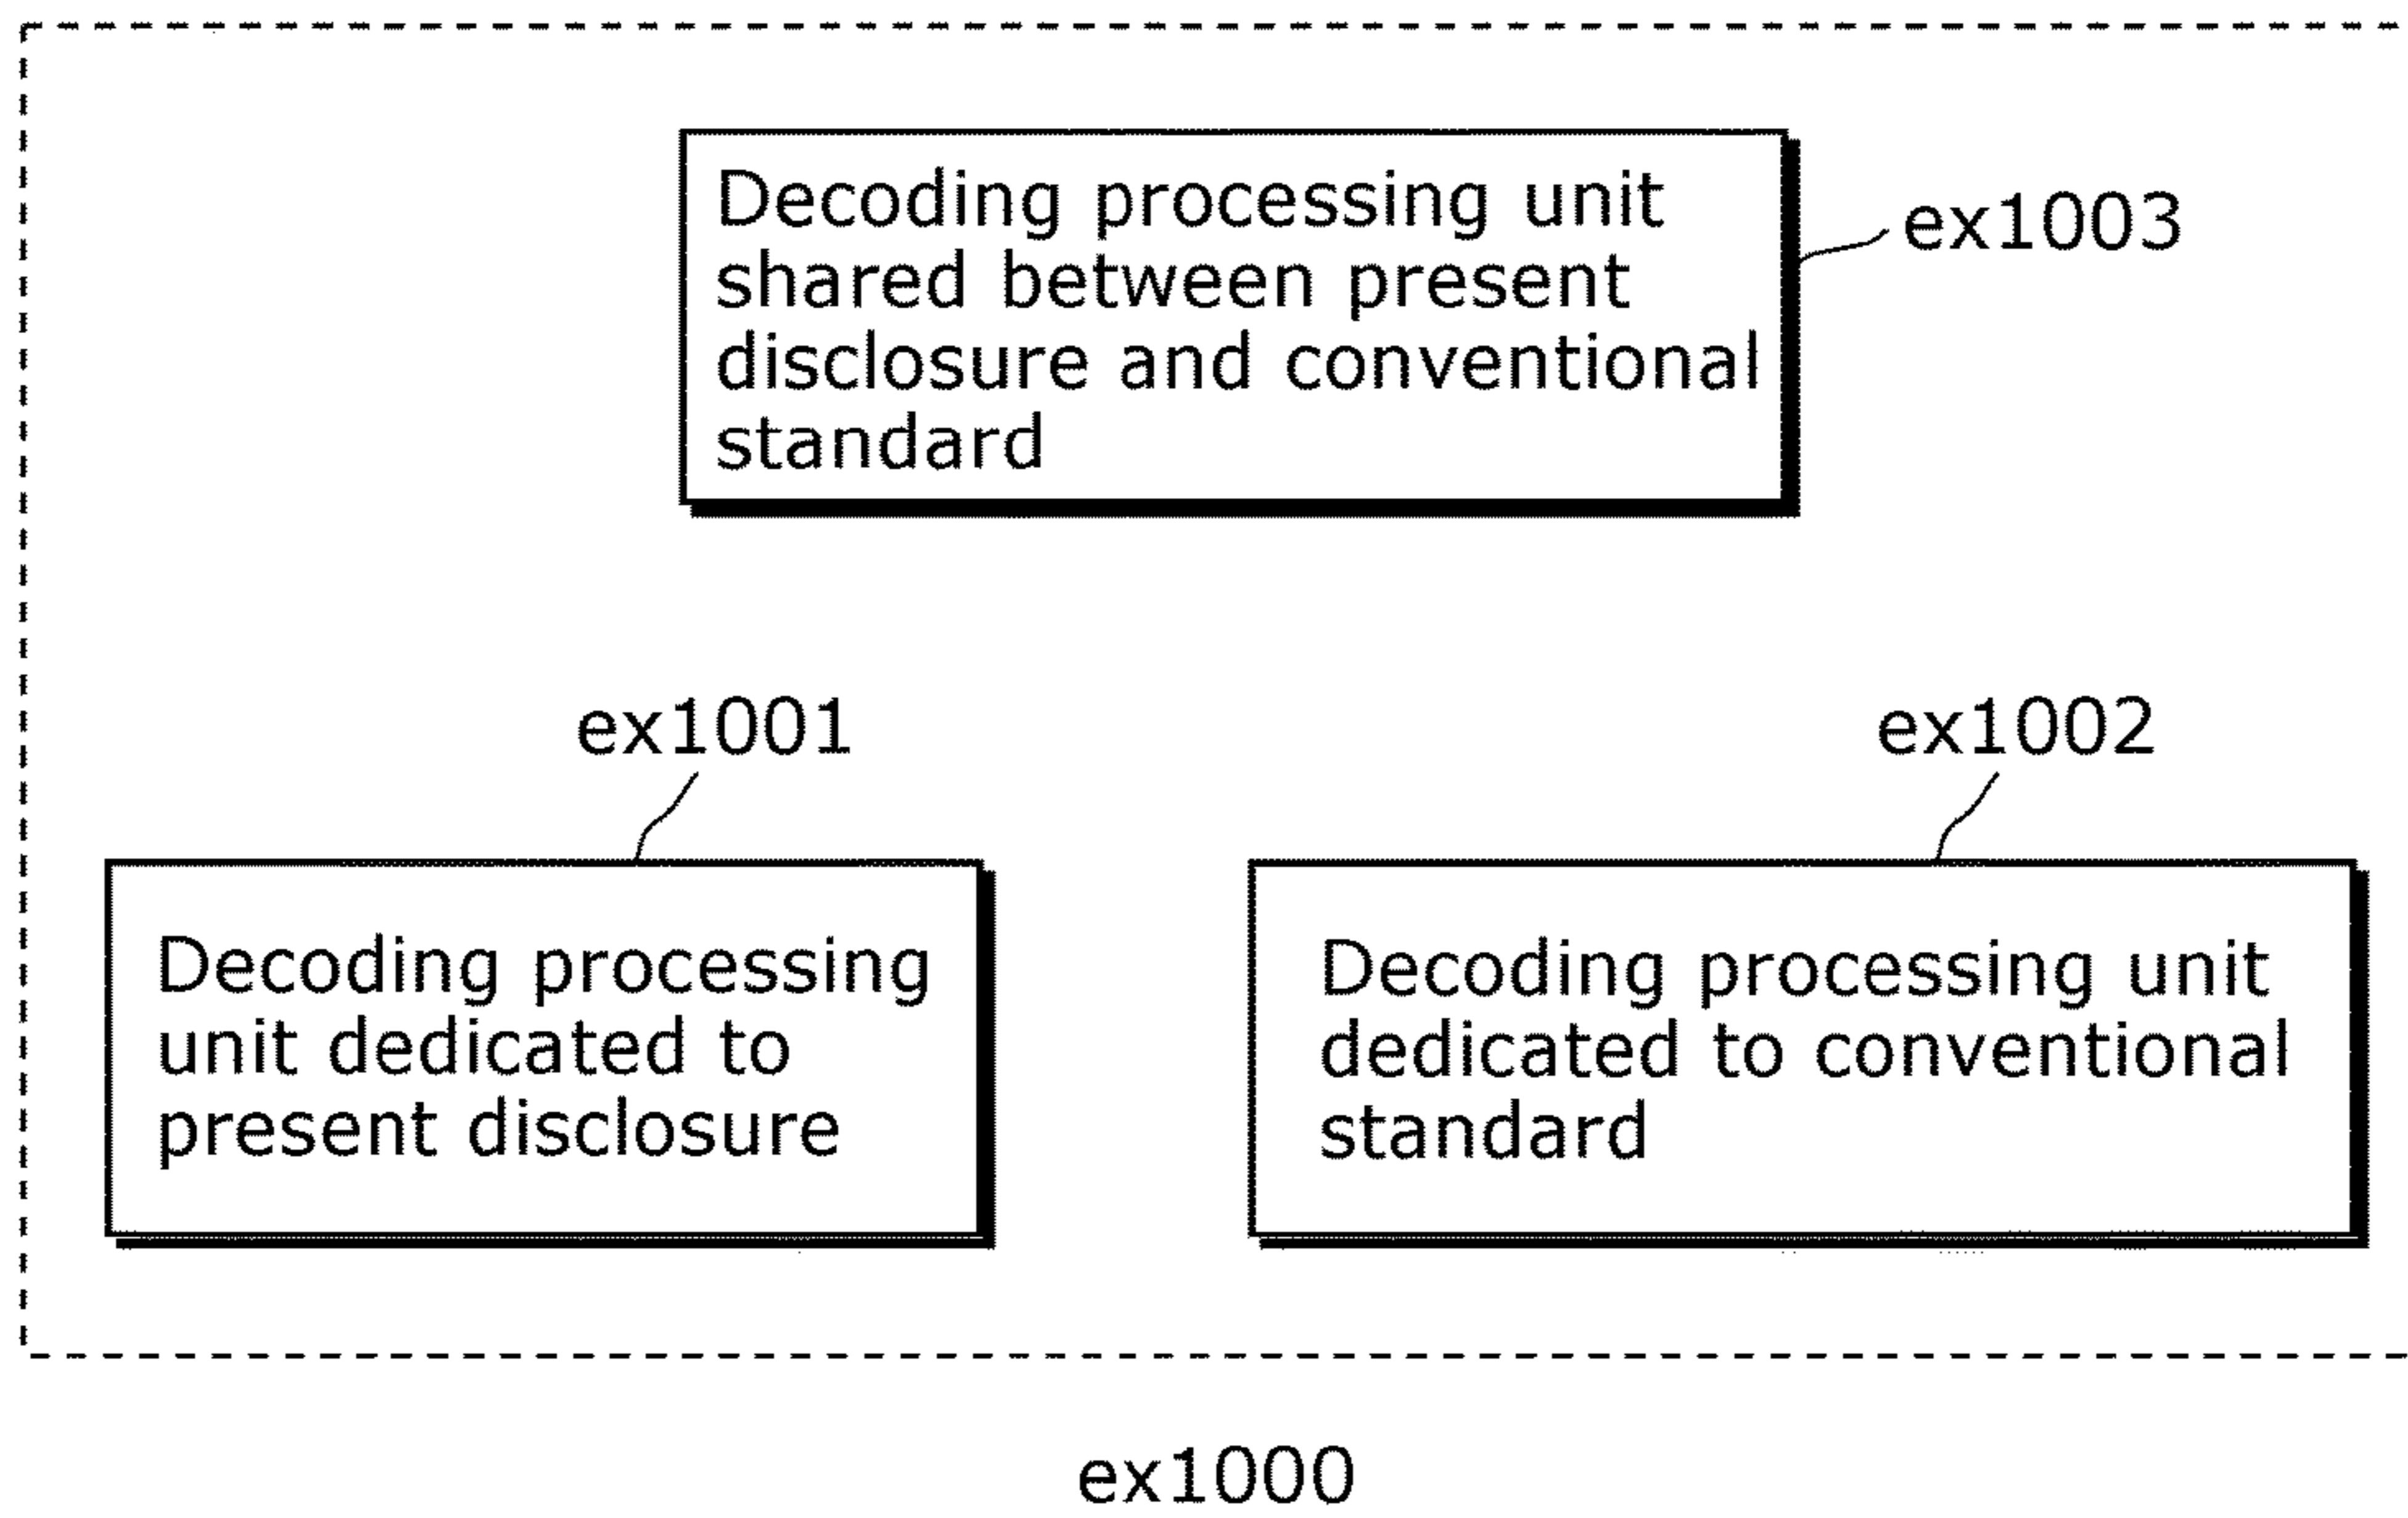 Decoding processing unit
shared between present
disclosure and conventional
standard
ex1003
ex1001
ex1002
Decoding processing
unit dedicated to
present disclosure
Decoding processing unit
dedicated to conventional
standard
ex1000